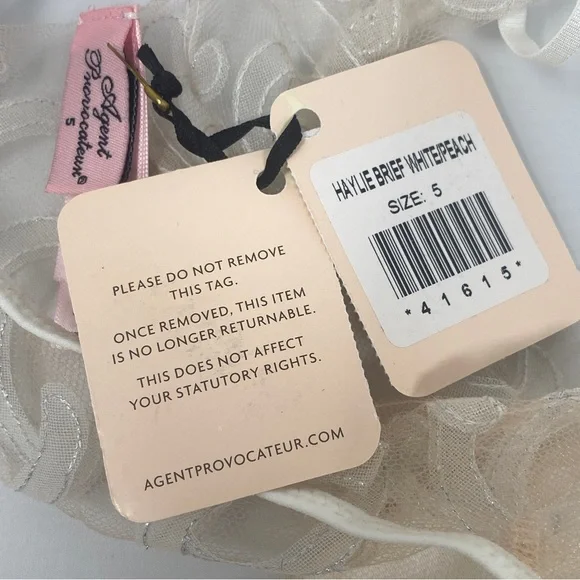 Agent
Provocateur
5
PLEASE DO NOT REMOVE
THIS TAG.
ONCE REMOVED, THIS ITEM
IS NO LONGER RETURNABLE.
THIS DOES NOT AFFECT
YOUR STATUTORY RIGHTS.
AGENTPROVOCATEUR.COM
HAYLIE BRIEF WHITE/PEACH
SIZE: 5
*41615*